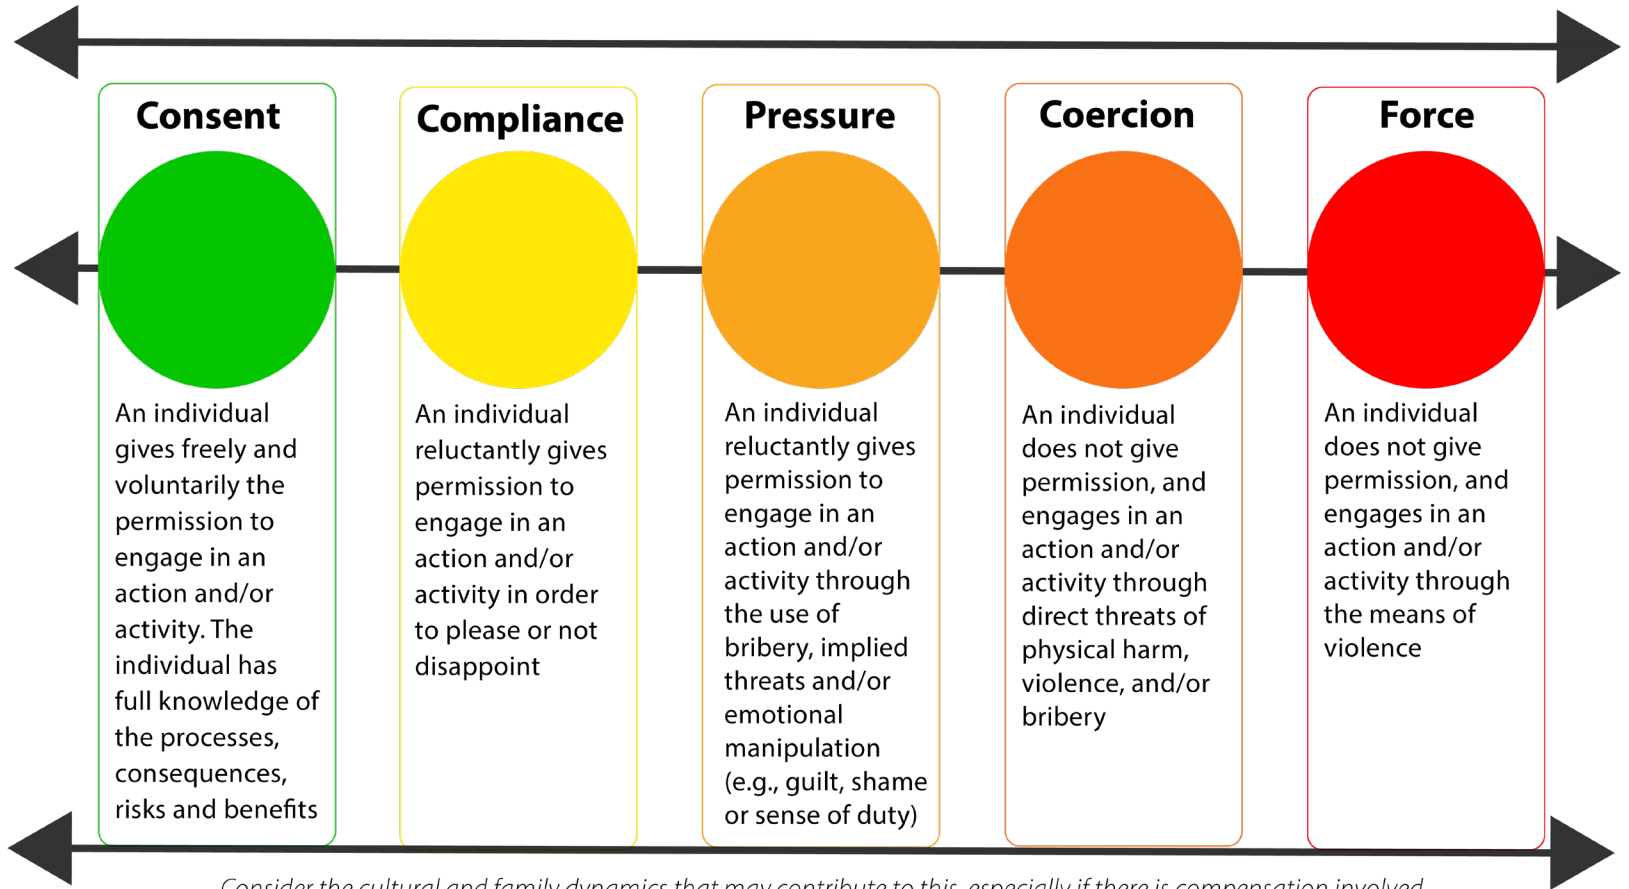 Consent
An individual
gives freely and
voluntarily the
permission to
engage in an
action and/or
activity. The
individual has
full knowledge of
the processes,
consequences,
risks and benefits
Compliance
An individual
reluctantly gives
permission to
engage in an
action and/or
activity in order
to please or not
disappoint
Pressure
An individual
reluctantly gives
permission to
engage in an
action and/or
activity through
the use of
bribery, implied
threats and/or
emotional
manipulation
(e.g., guilt, shame
or sense of duty)
Coercion
An individual
does not give
permission, and
engages in an
action and/or
activity through
direct threats of
physical harm,
violence, and/or
bribery
Force
An individual
does not give
permission, and
engages in an
action and/or
activity through
the means of
violence
Consider the cultural and family dynamics that may contribute to this, especially if there is compensation involved